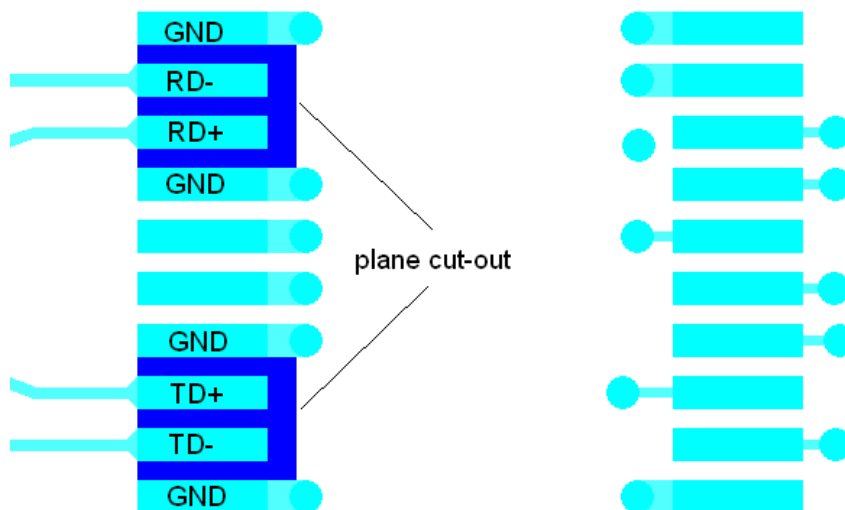 GND
RD-
RD+
GND
plane cut-out
GND
TD+
TD-
GND